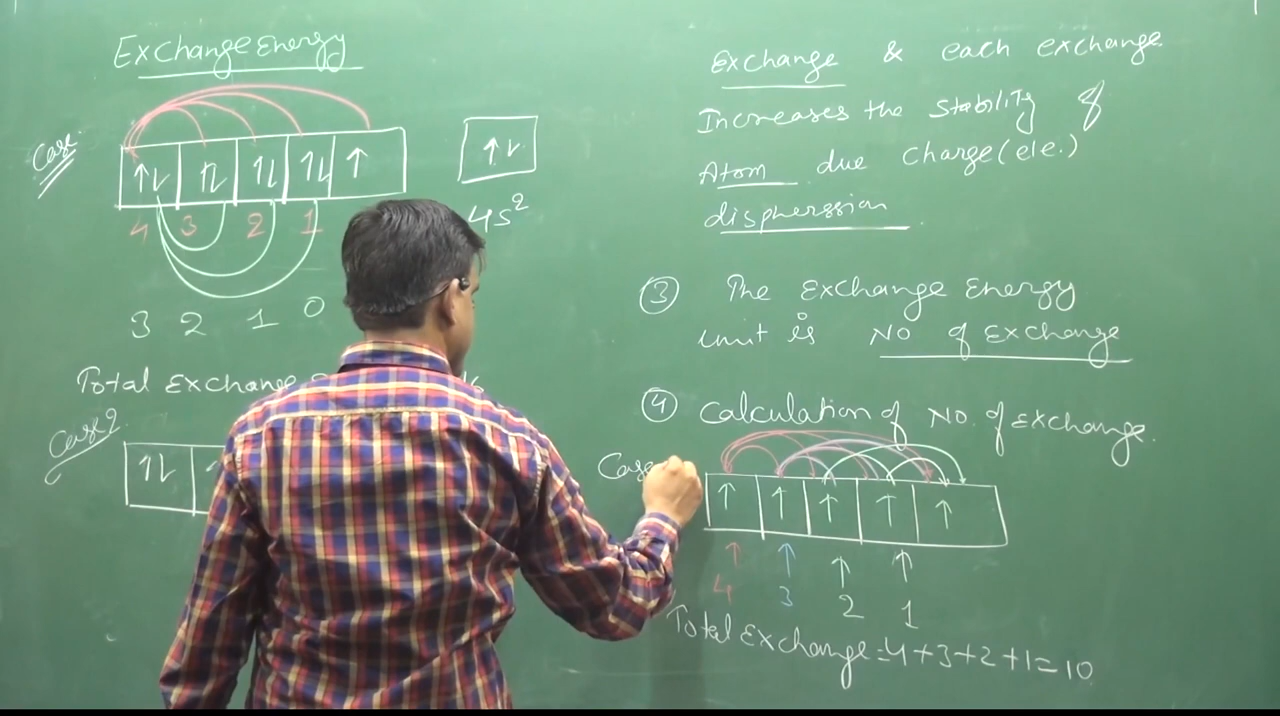 Exchange Energy
Case
↑↓ ↑↓ ↑↓ ↑↓ ↑
↑↓
4s²
4 3 2 1
3 2 1 0
Total Exchange
Case 2
↑↓
Exchange & each exchange
Increases the stability of
Atom due charge(ele.)
dispherssion
③ The Exchange Energy
unit is No of Exchange
④ Calculation of No. of Exchange.
Case
↑ ↑ ↑ ↑ ↑
↑ ↑ ↑ ↑
4 3 2 1
Total Exchange=4+3+2+1=10